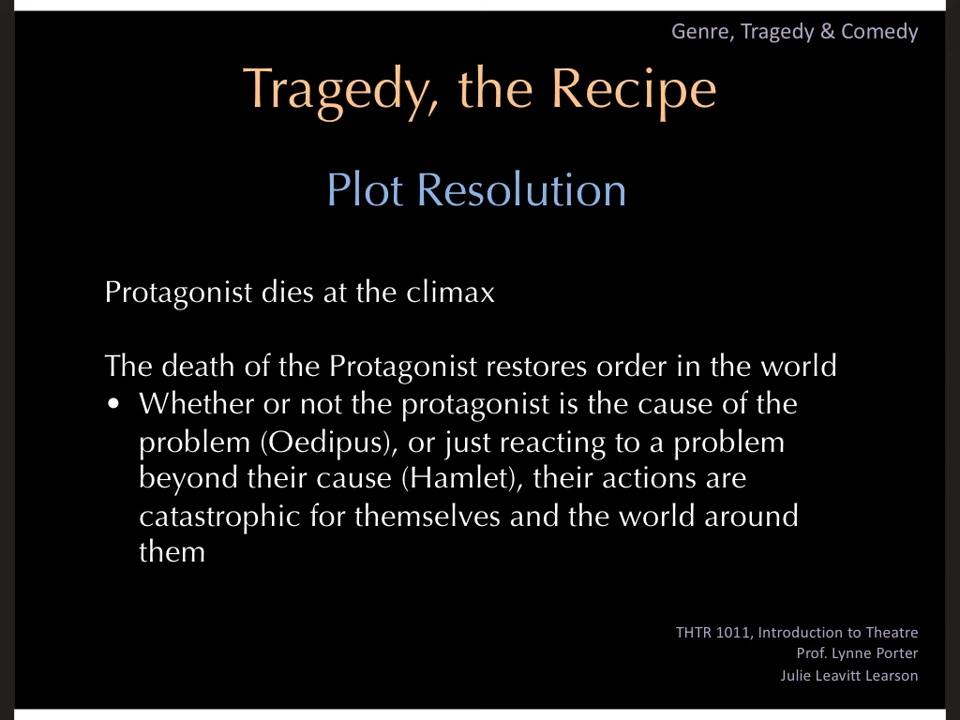 Genre, Tragedy & Comedy
Tragedy, the Recipe
Plot Resolution
Protagonist dies at the climax
The death of the Protagonist restores order in the world
• Whether or not the protagonist is the cause of the
problem (Oedipus), or just reacting to a problem
beyond their cause (Hamlet), their actions are
catastrophic for themselves and the world around
them
THTR 1011, Introduction to Theatre
Prof. Lynne Porter
Julie Leavitt Learson